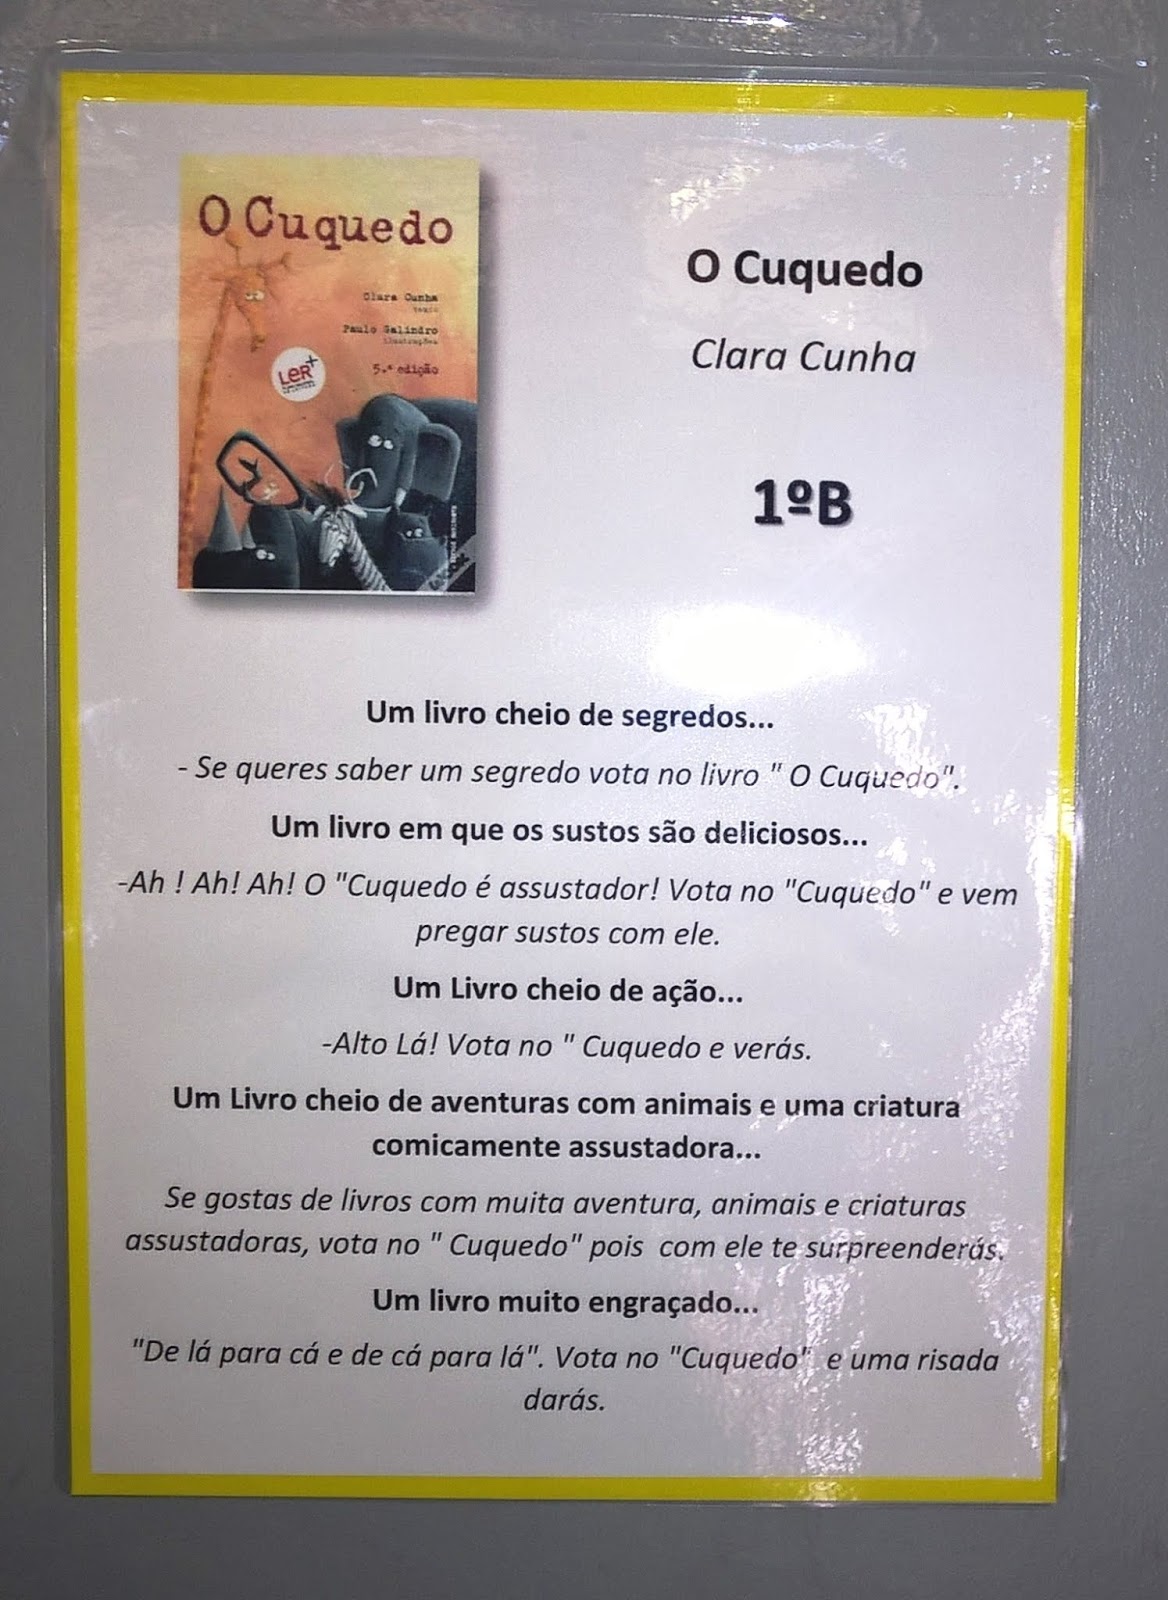 O Cuquedo
Clara Cunha
texto
Paulo Galindro
ilustrações
LeR+
5.ª edição
O Cuquedo
Clara Cunha
1ºB
Um livro cheio de segredos...
- Se queres saber um segredo vota no livro " O Cuquedo".
Um livro em que os sustos são deliciosos...
-Ah ! Ah! Ah! O "Cuquedo é assustador! Vota no "Cuquedo" e vem
pregar sustos com ele.
Um Livro cheio de ação...
-Alto Lá! Vota no " Cuquedo e verás.
Um Livro cheio de aventuras com animais e uma criatura
comicamente assustadora...
Se gostas de livros com muita aventura, animais e criaturas
assustadoras, vota no " Cuquedo" pois  com ele te surpreenderás.
Um livro muito engraçado...
"De lá para cá e de cá para lá". Vota no "Cuquedo"  e uma risada
darás.